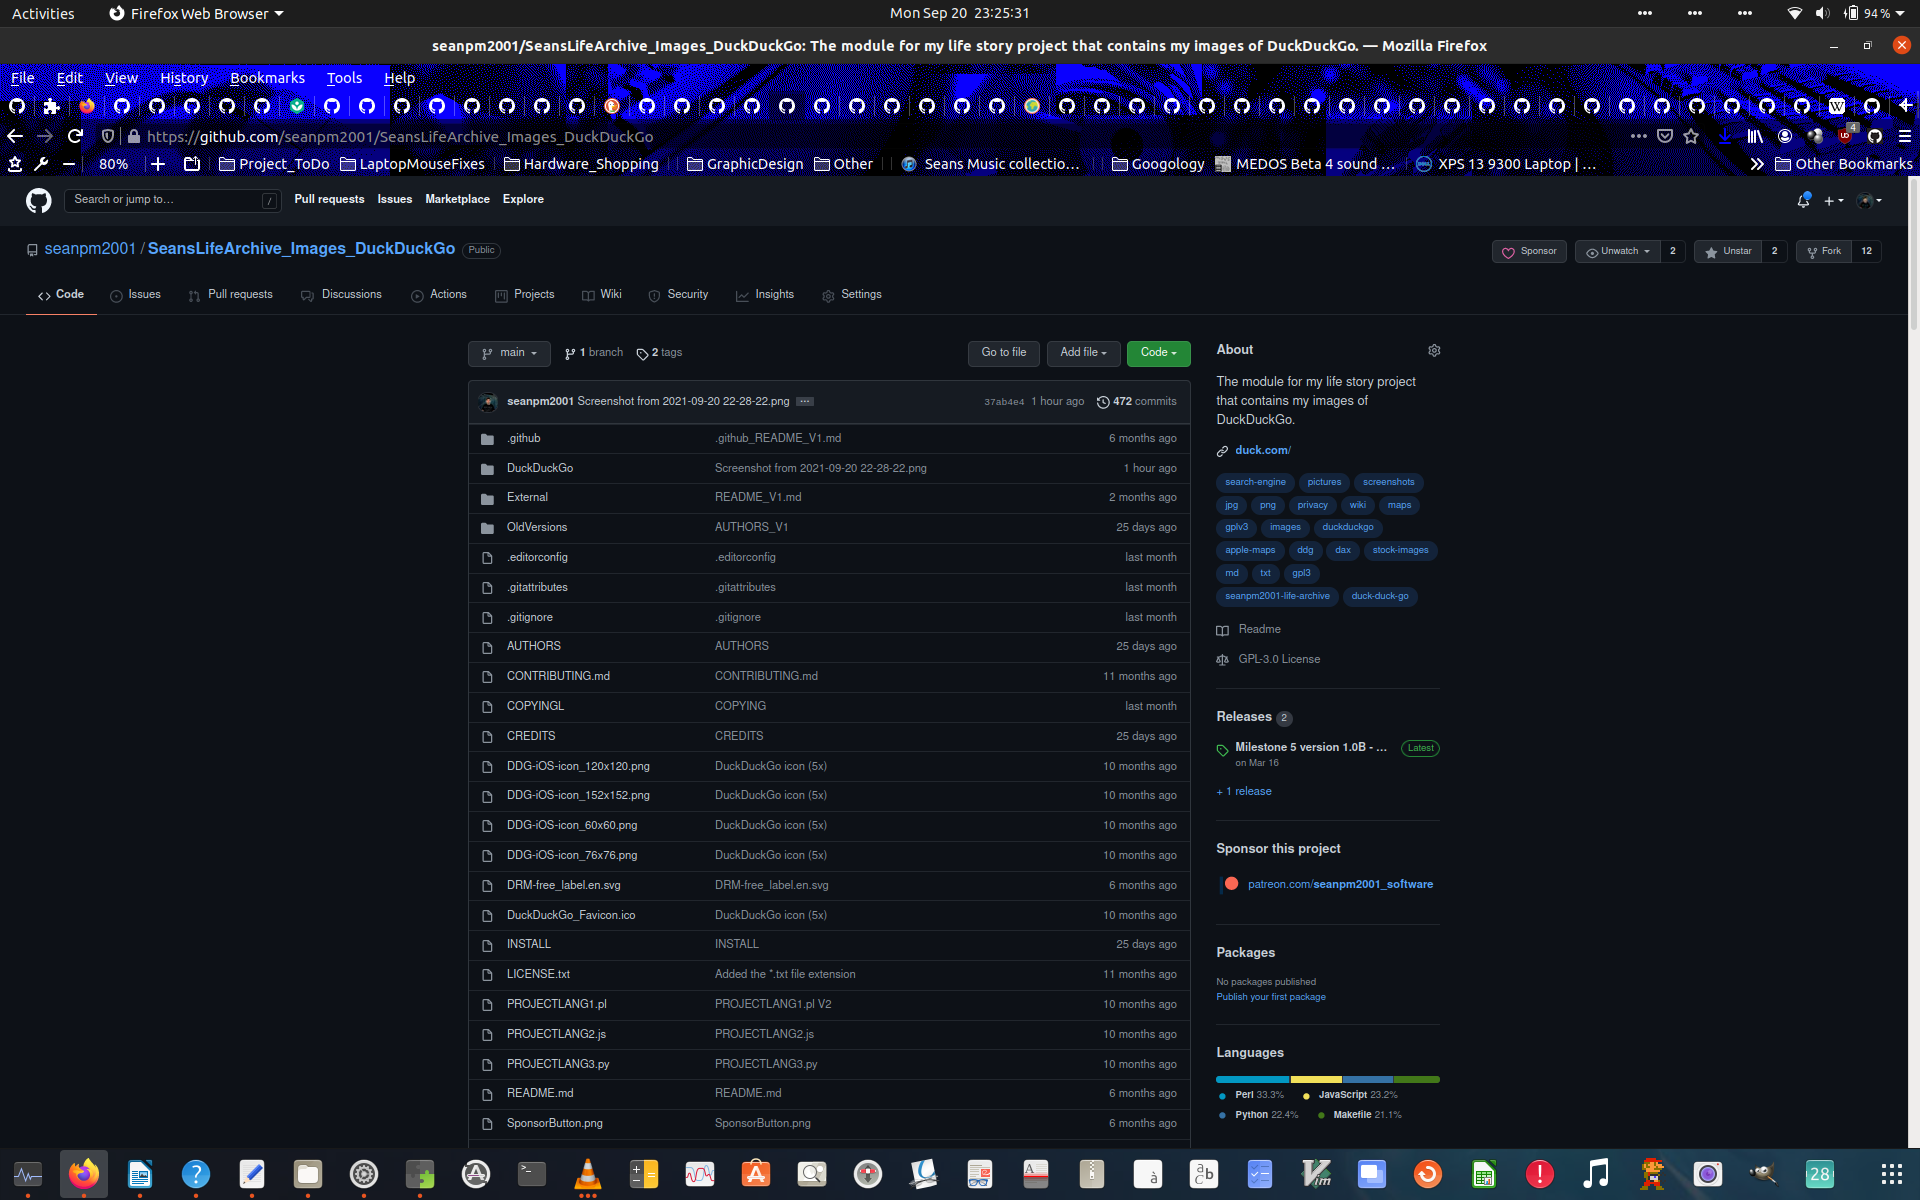 Activities Firefox Web Browser Mon Sep 20 23:25:31 94 %
seanpm2001/SeansLifeArchive_Images_DuckDuckGo: The module for my life story project that contains my images of DuckDuckGo. — Mozilla Firefox
File Edit View History Bookmarks Tools Help
https://github.com/seanpm2001/SeansLifeArchive_Images_DuckDuckGo 4
80% Project_ToDo LaptopMouseFixes Hardware_Shopping GraphicDesign Other Seans Music collectio… Googology MEDOS Beta 4 sound … XPS 13 9300 Laptop | … Other Bookmarks
Search or jump to… / Pull requests Issues Marketplace Explore
seanpm2001 / SeansLifeArchive_Images_DuckDuckGo Public Sponsor Unwatch 2 Unstar 2 Fork 12
Code Issues Pull requests Discussions Actions Projects Wiki Security Insights Settings
main 1 branch 2 tags Go to file Add file Code
seanpm2001 Screenshot from 2021-09-20 22-28-22.png ... 37ab4e4 1 hour ago 472 commits
.github .github_README_V1.md 6 months ago
DuckDuckGo Screenshot from 2021-09-20 22-28-22.png 1 hour ago
External README_V1.md 2 months ago
OldVersions AUTHORS_V1 25 days ago
.editorconfig .editorconfig last month
.gitattributes .gitattributes last month
.gitignore .gitignore last month
AUTHORS AUTHORS 25 days ago
CONTRIBUTING.md CONTRIBUTING.md 11 months ago
COPYINGL COPYING last month
CREDITS CREDITS 25 days ago
DDG-iOS-icon_120x120.png DuckDuckGo icon (5x) 10 months ago
DDG-iOS-icon_152x152.png DuckDuckGo icon (5x) 10 months ago
DDG-iOS-icon_60x60.png DuckDuckGo icon (5x) 10 months ago
DDG-iOS-icon_76x76.png DuckDuckGo icon (5x) 10 months ago
DRM-free_label.en.svg DRM-free_label.en.svg 6 months ago
DuckDuckGo_Favicon.ico DuckDuckGo icon (5x) 10 months ago
INSTALL INSTALL 25 days ago
LICENSE.txt Added the *.txt file extension 11 months ago
PROJECTLANG1.pl PROJECTLANG1.pl V2 10 months ago
PROJECTLANG2.js PROJECTLANG2.js 10 months ago
PROJECTLANG3.py PROJECTLANG3.py 10 months ago
README.md README.md 6 months ago
SponsorButton.png SponsorButton.png 6 months ago
About
The module for my life story project
that contains my images of
DuckDuckGo.
duck.com/
search-engine pictures screenshots
jpg png privacy wiki maps
gplv3 images duckduckgo
apple-maps ddg dax stock-images
md txt gpl3
seanpm2001-life-archive duck-duck-go
Readme
GPL-3.0 License
Releases 2
Milestone 5 version 1.0B - ... Latest
on Mar 16
+ 1 release
Sponsor this project
patreon.com/seanpm2001_software
Packages
No packages published
Publish your first package
Languages
Perl 33.3% JavaScript 23.2%
Python 22.4% Makefile 21.1%
28